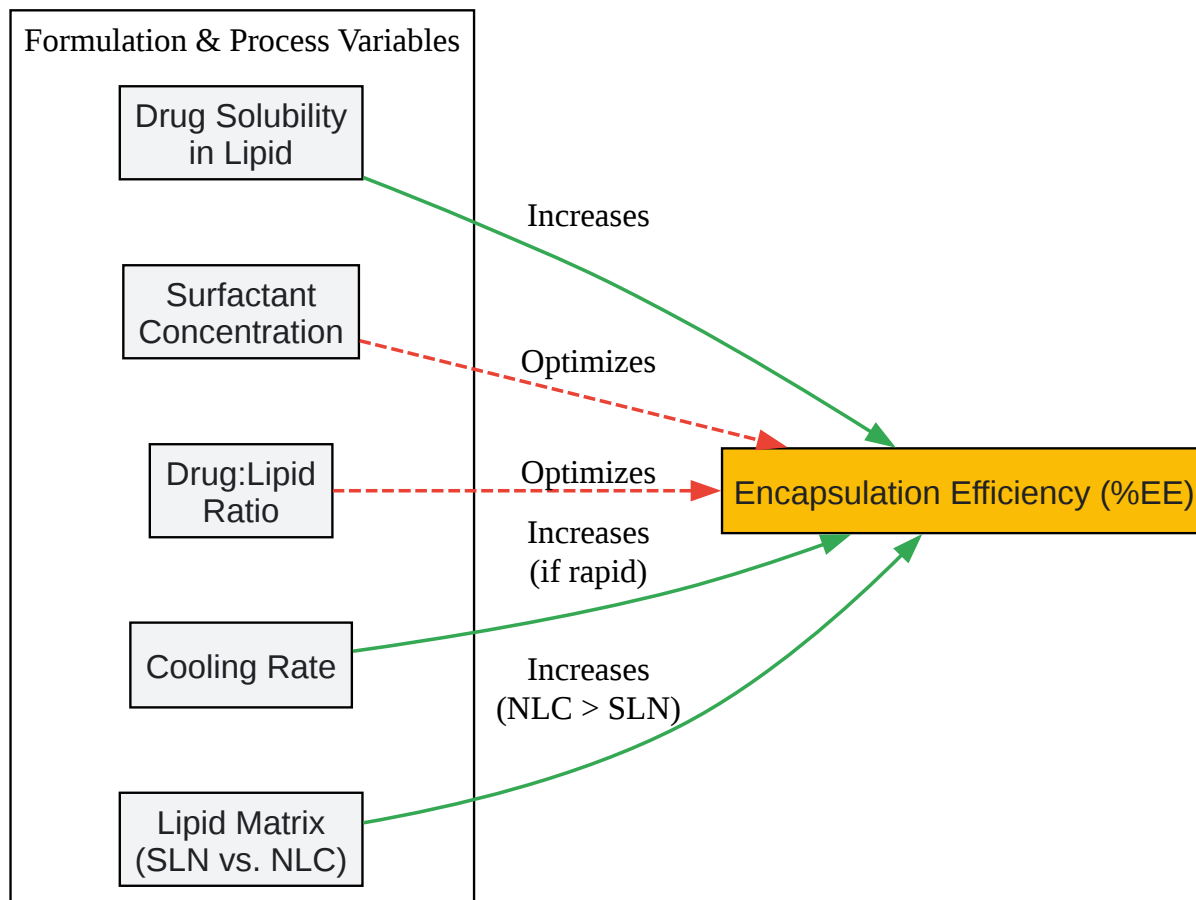 Formulation & Process Variables
Drug Solubility
in Lipid
Increases
Surfactant
Concentration
Optimizes
Drug:Lipid
Ratio
Optimizes
Encapsulation Efficiency (%EE)
Increases
(if rapid)
Cooling Rate
Increases
(NLC > SLN)
Lipid Matrix
(SLN vs. NLC)